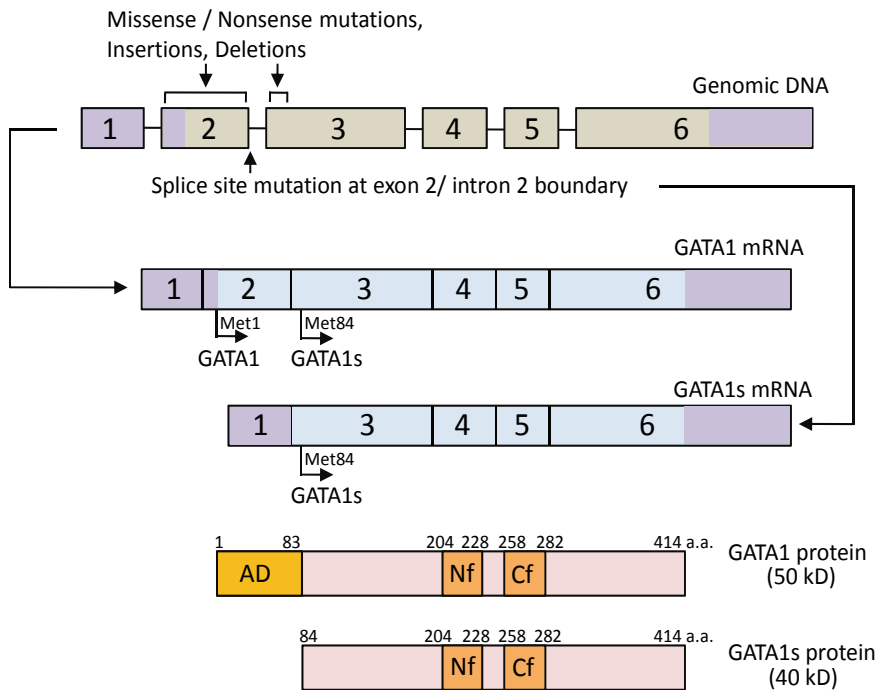 Missense / Nonsense mutations,
Insertions, Deletions
Genomic DNA
1 2 3 4 5 6
Splice site mutation at exon 2/ intron 2 boundary
GATA1 mRNA
1 2 3 4 5 6
Met1 Met84
GATA1 GATA1s
GATA1s mRNA
1 3 4 5 6
Met84
GATA1s
1 83 204 228 258 282 414 a.a.
AD Nf Cf
GATA1 protein
(50 kD)
84 204 228 258 282 414 a.a.
Nf Cf
GATA1s protein
(40 kD)